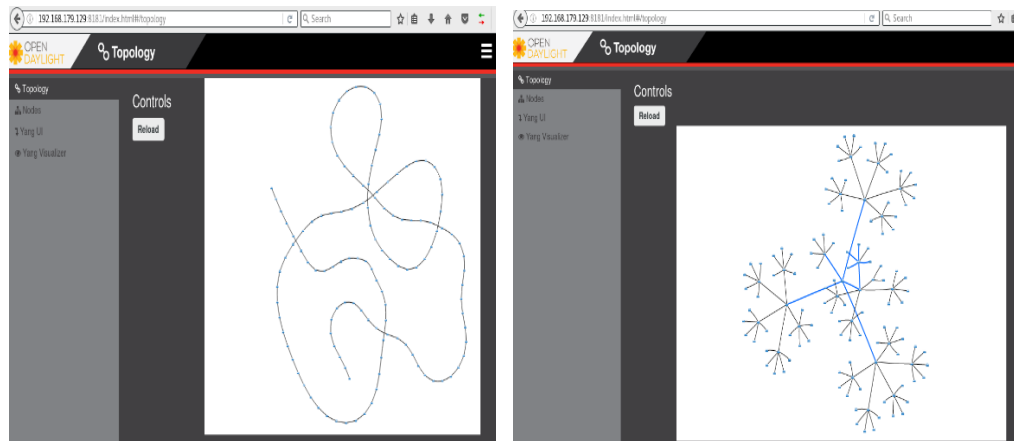 192.168.179.129:8181/index.html#/topology
Search
OPEN
DAYLIGHT
Topology
Topology
Nodes
Yang UI
Yang Visualizer
Controls
Reload
192.168.179.129:8181/index.html#/topology
Search
OPEN
DAYLIGHT
Topology
Topology
Nodes
Yang UI
Yang Visualizer
Controls
Reload